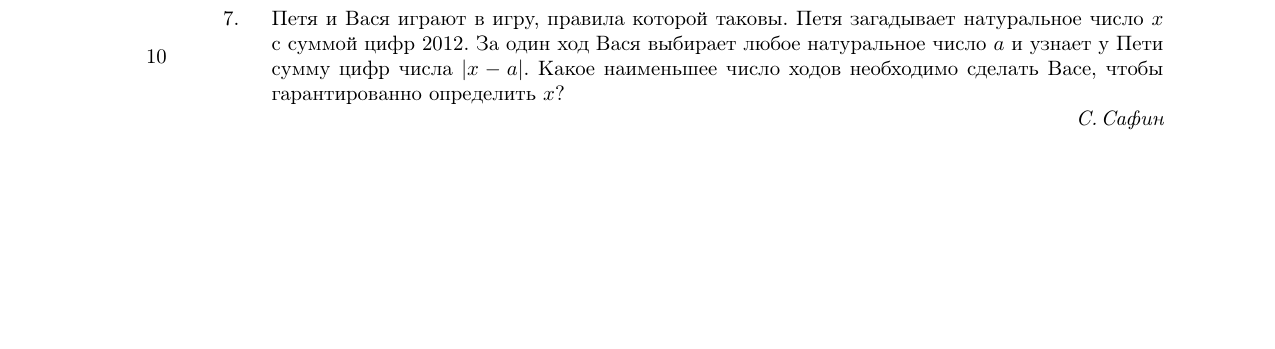 7. Петя и Вася играют в игру, правила которой таковы. Петя загадывает натуральное число x
с суммой цифр 2012. За один ход Вася выбирает любое натуральное число a и узнает у Пети
10
сумму цифр числа |x − a|. Какое наименьшее число ходов необходимо сделать Васе, чтобы
гарантированно определить x?
С. Сафин